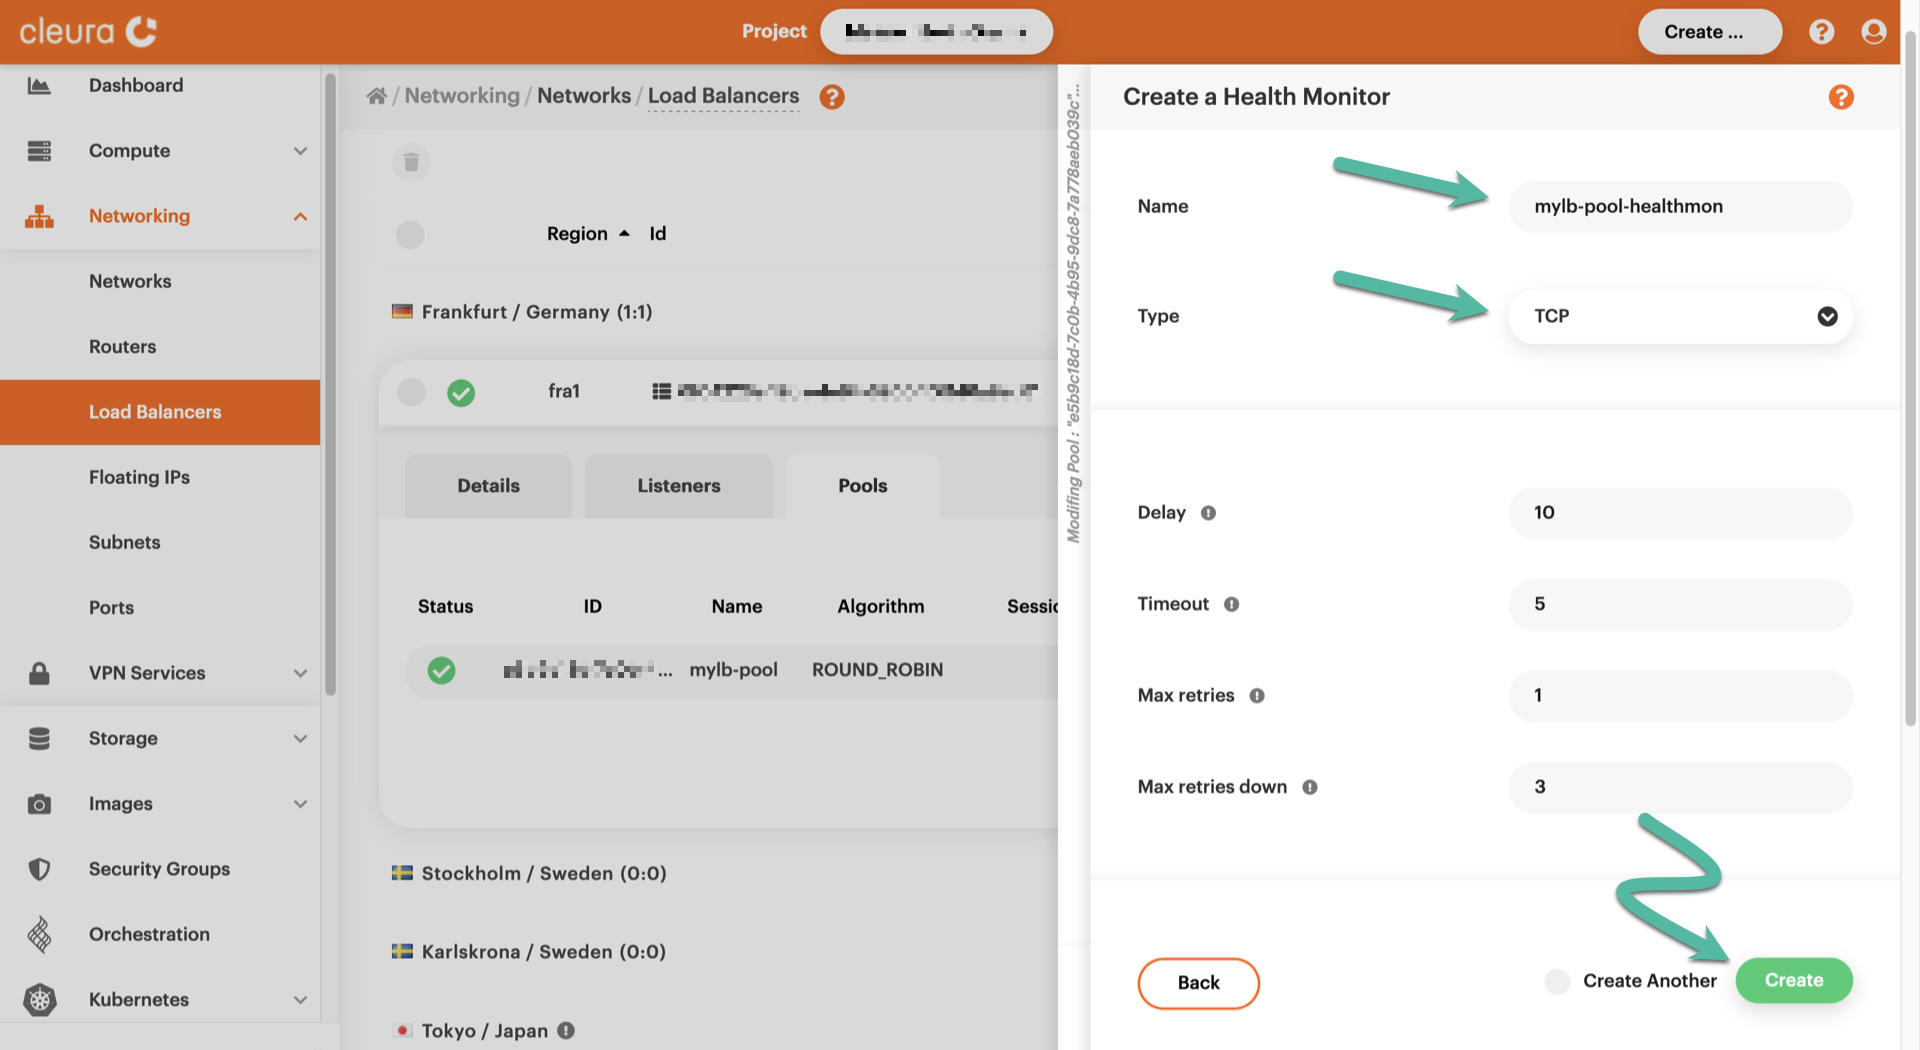 cleura
Project
Create ...
Dashboard
Compute
Networking
Networks
Routers
Load Balancers
Floating IPs
Subnets
Ports
VPN Services
Storage
Images
Security Groups
Orchestration
Kubernetes
/ Networking / Networks / Load Balancers
Region Id
Frankfurt / Germany (1:1)
fra1
Details Listeners Pools
Status ID Name Algorithm Sessio
... mylb-pool ROUND_ROBIN
Stockholm / Sweden (0:0)
Karlskrona / Sweden (0:0)
Tokyo / Japan
Modifing Pool : "e5b9c18d-7c0b-4b95-9dc8-7a778aeb039c"...
Create a Health Monitor
Name mylb-pool-healthmon
Type TCP
Delay 10
Timeout 5
Max retries 1
Max retries down 3
Back Create Another Create